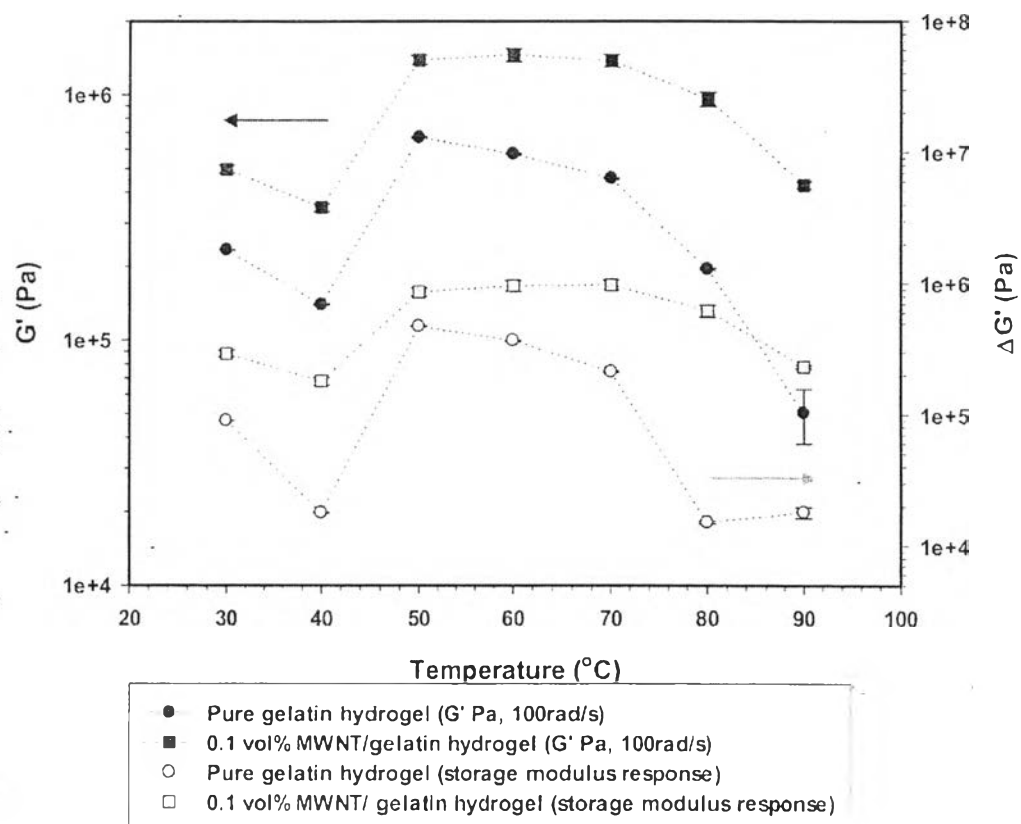 1e+8
1e+6
1e+7
G' (Pa)
1e+6
ΔG' (Pa)
1e+5
1e+5
1e+4
1e+4
20 30 40 50 60 70 80 90 100
Temperature (°C)
Pure gelatin hydrogel (G' Pa, 100rad/s)
0.1 vol% MWNT/gelatin hydrogel (G' Pa, 100rad/s)
Pure gelatin hydrogel (storage modulus response)
0.1 vol% MWNT/ gelatin hydrogel (storage modulus response)